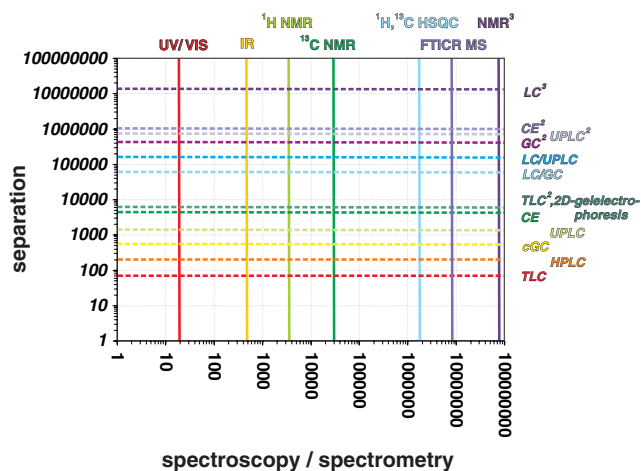 ¹H NMR
¹H,¹³C HSQC
NMR³
UV/ VIS
IR
¹³C NMR
FTICR MS
100000000
10000000
1000000
100000
10000
1000
100
10
1
separation
LC³
CE²
UPLC²
GC²
LC/UPLC
LC/GC
TLC²,2D-gelelectro-
phoresis
CE
UPLC
cGC
HPLC
TLC
1
10
100
1000
10000
100000
1000000
10000000
100000000
spectroscopy / spectrometry